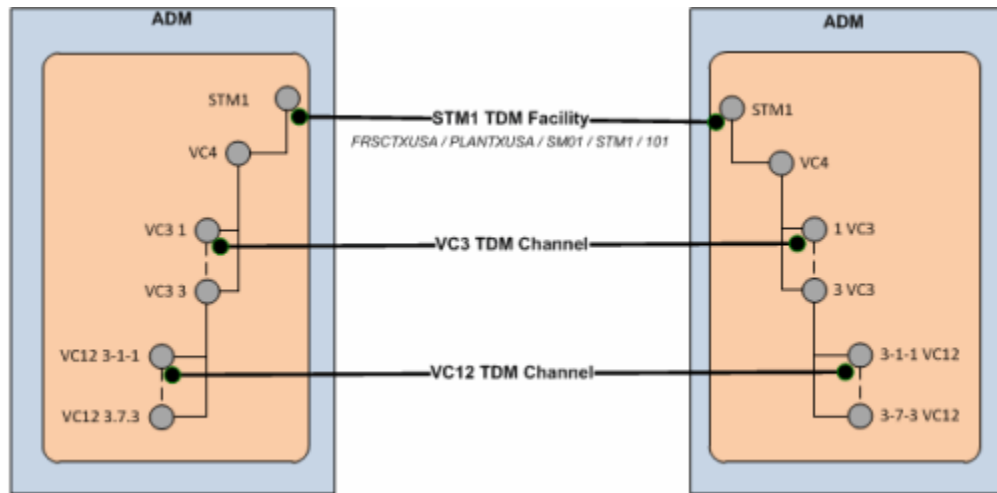 ADM
ADM
STM1
STM1 TDM Facility
STM1
FRSCTXUSA / PLANTXUSA / SM01 / STM1 / 101
VC4
VC4
VC3 1
1 VC3
VC3 TDM Channel
VC3 3
3 VC3
VC12 3-1-1
3-1-1 VC12
VC12 TDM Channel
VC12 3.7.3
3-7-3 VC12